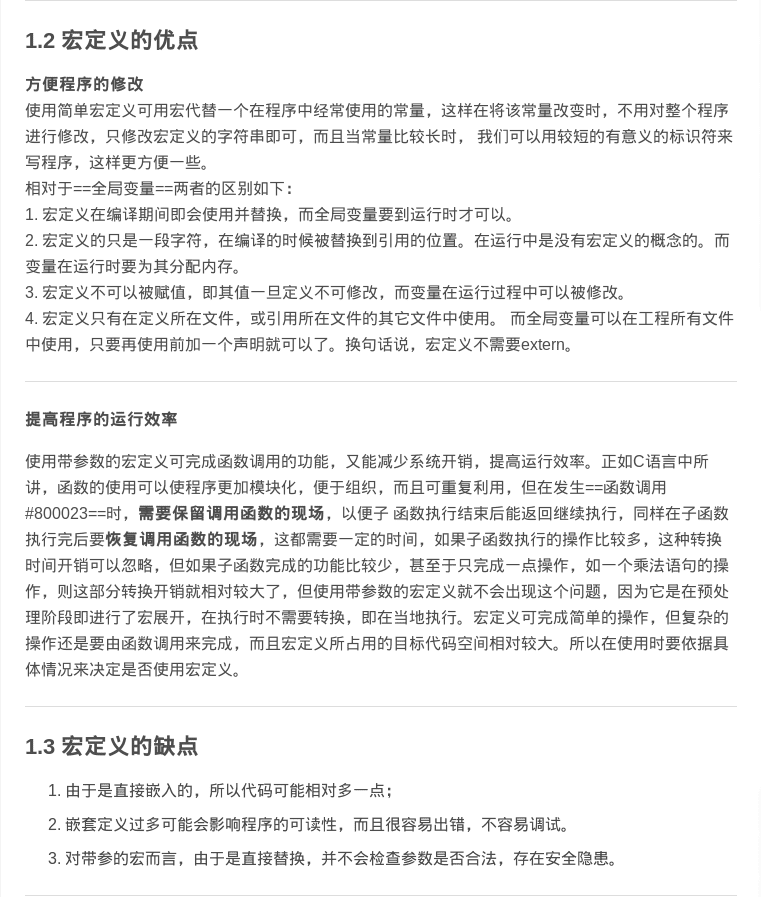 1.2 宏定义的优点
方便程序的修改
使用简单宏定义可用宏代替一个在程序中经常使用的常量，这样在将该常量改变时，不用对整个程序
进行修改，只修改宏定义的字符串即可，而且当常量比较长时， 我们可以用较短的有意义的标识符来
写程序，这样更方便一些。
相对于==全局变量==两者的区别如下：
1. 宏定义在编译期间即会使用并替换，而全局变量要到运行时才可以。
2. 宏定义的只是一段字符，在编译的时候被替换到引用的位置。在运行中是没有宏定义的概念的。而
变量在运行时要为其分配内存。
3. 宏定义不可以被赋值，即其值一旦定义不可修改，而变量在运行过程中可以被修改。
4. 宏定义只有在定义所在文件，或引用所在文件的其它文件中使用。 而全局变量可以在工程所有文件
中使用，只要再使用前加一个声明就可以了。换句话说，宏定义不需要extern。
提高程序的运行效率
使用带参数的宏定义可完成函数调用的功能，又能减少系统开销，提高运行效率。正如C语言中所
讲，函数的使用可以使程序更加模块化，便于组织，而且可重复利用，但在发生==函数调用
#800023==时，需要保留调用函数的现场，以便子 函数执行结束后能返回继续执行，同样在子函数
执行完后要恢复调用函数的现场，这都需要一定的时间，如果子函数执行的操作比较多，这种转换
时间开销可以忽略，但如果子函数完成的功能比较少，甚至于只完成一点操作，如一个乘法语句的操
作，则这部分转换开销就相对较大了，但使用带参数的宏定义就不会出现这个问题，因为它是在预处
理阶段即进行了宏展开，在执行时不需要转换，即在当地执行。宏定义可完成简单的操作，但复杂的
操作还是要由函数调用来完成，而且宏定义所占用的目标代码空间相对较大。所以在使用时要依据具
体情况来决定是否使用宏定义。
1.3 宏定义的缺点
1. 由于是直接嵌入的，所以代码可能相对多一点；
2. 嵌套定义过多可能会影响程序的可读性，而且很容易出错，不容易调试。
3. 对带参的宏而言，由于是直接替换，并不会检查参数是否合法，存在安全隐患。